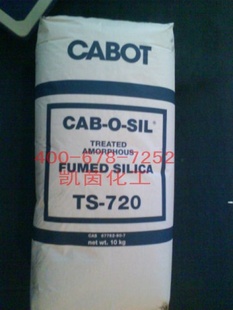 CABOT
CAB-O-SIL®
TREATED
AMORPHOUS
400-678-7252
FUMED SILICA
凯茵化工
TS-720
net wt. 10 kg